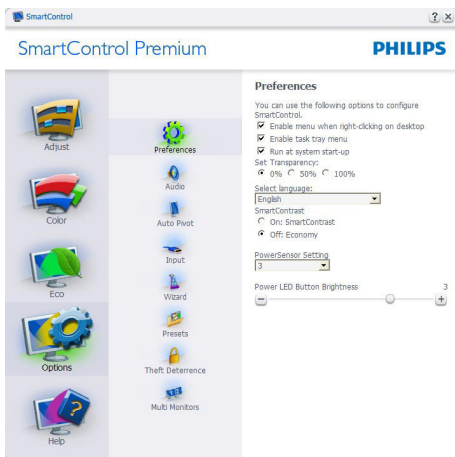 SmartControl
? ×
SmartControl Premium
PHILIPS
Adjust
Color
Eco
Options
Help
Preferences
Audio
Auto Pivot
Input
Wizard
Presets
Theft Deterrence
Multi Monitors
Preferences
You can use the following options to configure
SmartControl.
Enable menu when right-clicking on desktop
Enable task tray menu
Run at system start-up
Set Transparency:
0% 50% 100%
Select language:
English
SmartContrast
On: SmartContrast
Off: Economy
PowerSensor Setting
3
Power LED Button Brightness 3